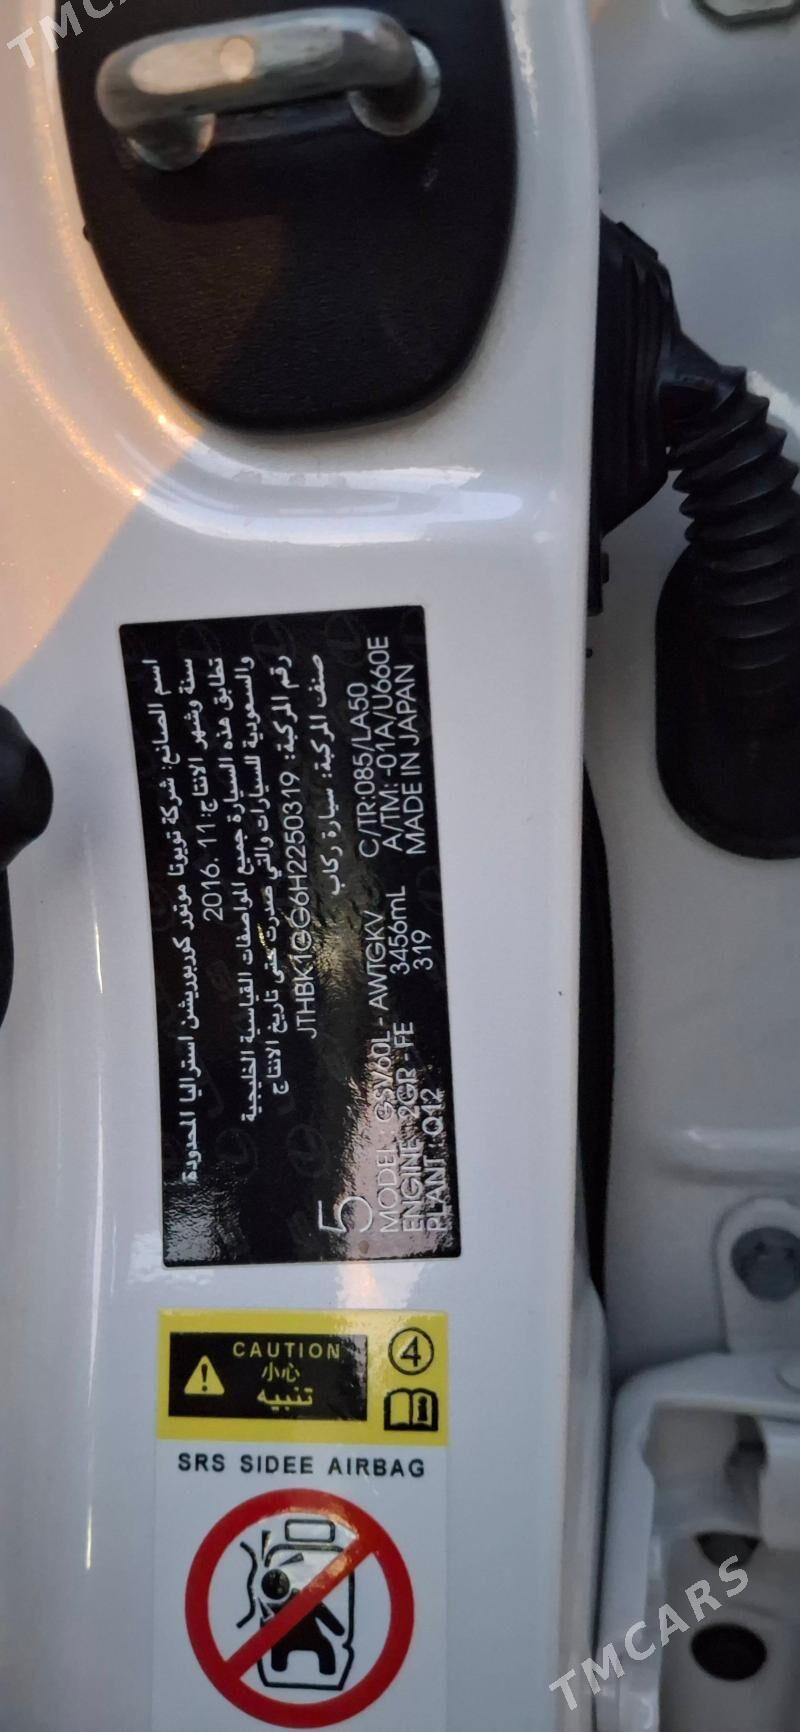 TMCARS
اسم الصانع: شركة تويوتا موتور كوربوريشن استراليا المحدودة
سنة وشهر الانتاج: 2016. 11
تطابق هذه السيارة جميع المواصفات القياسية الخليجية
والسعودية للسيارات والتي صدرت حتى تاريخ الانتاج
رقم المركبة: JTHBK1GG6H2250319
صنف المركبة: سيارة ركاب
5
MODEL : GSV60L - AWTGKV C/TR:085/LA50
ENGINE : 2GR - FE 3456mL A/TM: -01A/U660E
PLANT : Q12 319 MADE IN JAPAN
CAUTION
小心
تنبيه
4
SRS SIDEE AIRBAG
TMCARS